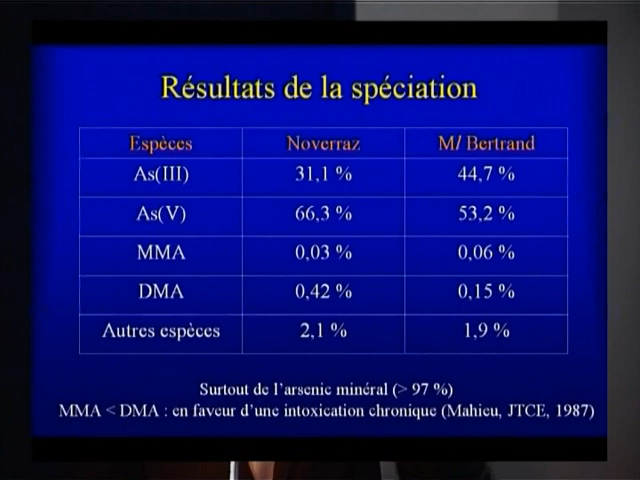 Résultats de la spéciation
Espèces Noverraz Ml Bertrand
As(III) 31,1 % 44,7 %
As(V) 66,3 % 53,2 %
MMA 0,03 % 0,06 %
DMA 0,42 % 0,15 %
Autres espèces 2,1 % 1,9 %
Surtout de l'arsenic minéral (> 97 %)
MMA < DMA : en faveur d'une intoxication chronique (Mahieu, JTCE, 1987)